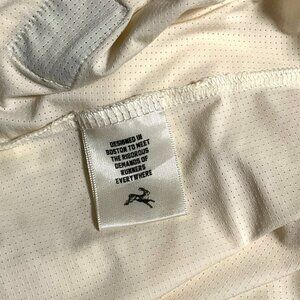 DESIGNED IN
BOSTON TO MEET
THE RIGOROUS
DEMANDS OF
RUNNERS
EVERYWHERE